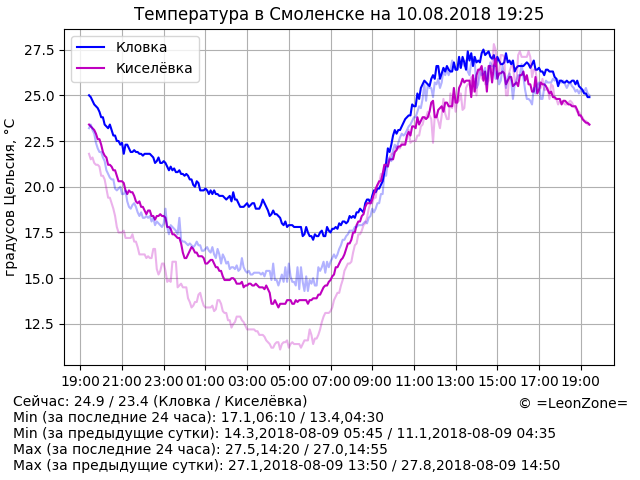 Температура в Смоленске на 10.08.2018 19:25
Кловка
Киселёвка
градусов Цельсия, °C
27.5
25.0
22.5
20.0
17.5
15.0
12.5
19:00 21:00 23:00 01:00 03:00 05:00 07:00 09:00 11:00 13:00 15:00 17:00 19:00
Сейчас: 24.9 / 23.4 (Кловка / Киселёвка)
© =LeonZone=
Min (за последние 24 часа): 17.1,06:10 / 13.4,04:30
Min (за предыдущие сутки): 14.3,2018-08-09 05:45 / 11.1,2018-08-09 04:35
Max (за последние 24 часа): 27.5,14:20 / 27.0,14:55
Max (за предыдущие сутки): 27.1,2018-08-09 13:50 / 27.8,2018-08-09 14:50